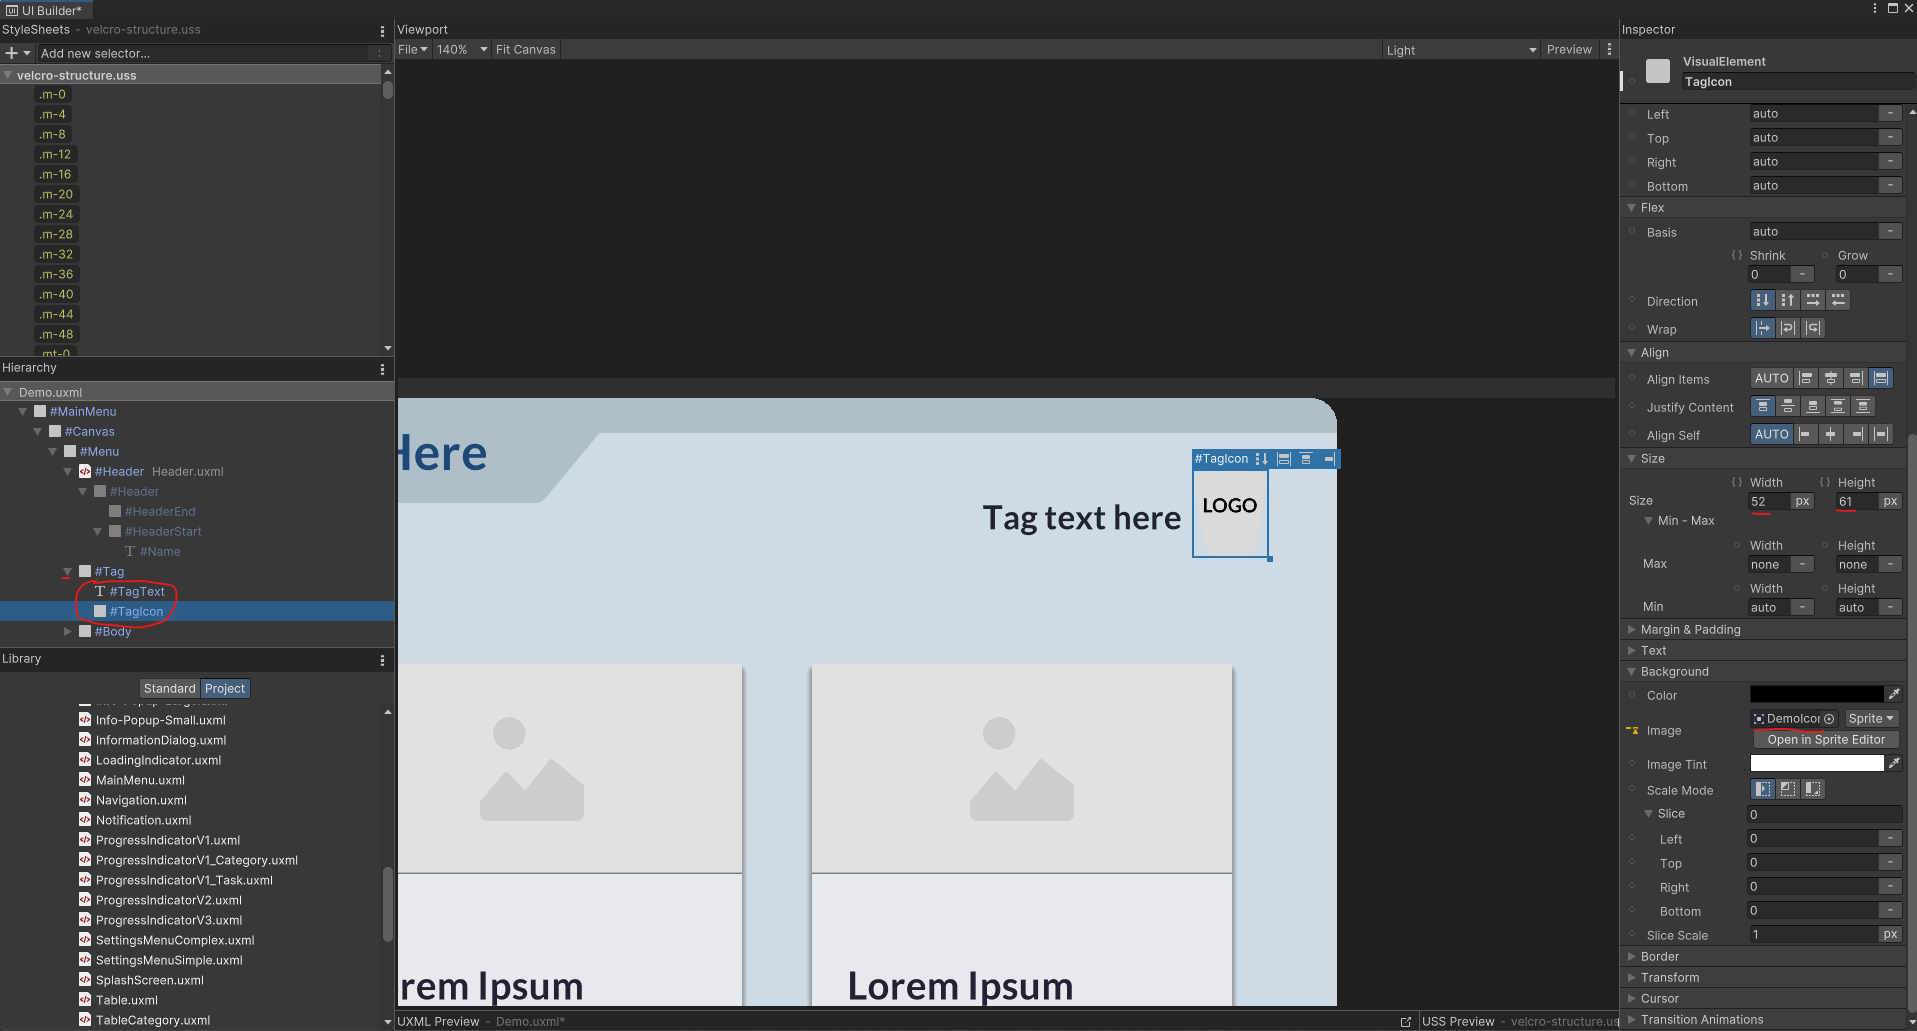 UI Builder*
StyleSheets - velcro-structure.uss
Add new selector...
velcro-structure.uss
.m-0
.m-4
.m-8
.m-12
.m-16
.m-20
.m-24
.m-28
.m-32
.m-36
.m-40
.m-44
.m-48
.mt-0
Hierarchy
Demo.uxml
#MainMenu
#Canvas
#Menu
#Header Header.uxml
#Header
#HeaderEnd
#HeaderStart
T #Name
#Tag
T #TagText
#TagIcon
#Body
Library
Standard Project
Info-Popup-Small.uxml
InformationDialog.uxml
LoadingIndicator.uxml
MainMenu.uxml
Navigation.uxml
Notification.uxml
ProgressIndicatorV1.uxml
ProgressIndicatorV1_Category.uxml
ProgressIndicatorV1_Task.uxml
ProgressIndicatorV2.uxml
ProgressIndicatorV3.uxml
SettingsMenuComplex.uxml
SettingsMenuSimple.uxml
SplashScreen.uxml
Table.uxml
TableCategory.uxml
Viewport
File 140% Fit Canvas Light Preview
Here
#TagIcon
LOGO
Tag text here
rem Ipsum
Lorem Ipsum
UXML Preview - Demo.uxml*
USS Preview - velcro-structure.us
Inspector
VisualElement
TagIcon
Left auto -
Top auto -
Right auto -
Bottom auto -
Flex
Basis auto -
Shrink Grow
0 - 0 -
Direction
Wrap
Align
Align Items AUTO
Justify Content
Align Self AUTO
Size
Width Height
Size 52 px 61 px
Min - Max
Width Height
Max none - none -
Width Height
Min auto - auto -
Margin & Padding
Text
Background
Color
Image DemoIcon Sprite
Open in Sprite Editor
Image Tint
Scale Mode
Slice 0
Left 0 -
Top 0 -
Right 0 -
Bottom 0 -
Slice Scale 1 px
Border
Transform
Cursor
Transition Animations